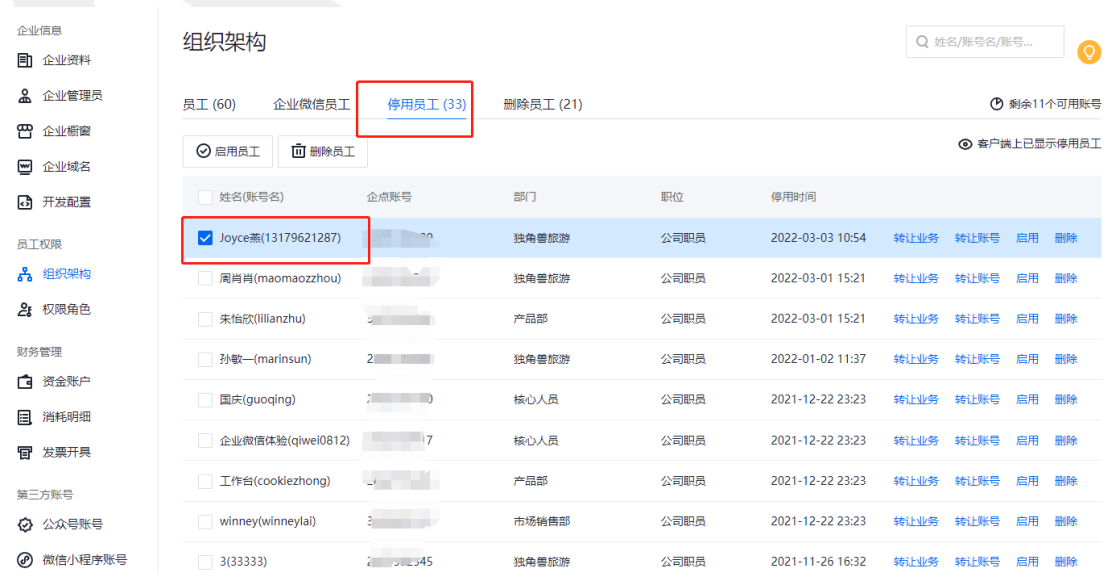 企业信息
企业资料
企业管理员
企业橱窗
企业域名
开发配置
员工权限
组织架构
权限角色
财务管理
资金账户
消耗明细
发票开具
第三方账号
公众号账号
微信小程序账号
组织架构
姓名/账号名/账号...
员工 (60) 企业微信员工 停用员工 (33) 删除员工 (21) 剩余11个可用账号
启用员工 删除员工 客户端上已显示停用员工
姓名(账号名) 企点账号 部门 职位 停用时间
Joyce燕(13179621287) 独角兽旅游 公司职员 2022-03-03 10:54 转让业务 转让账号 启用 删除
周肖肖(maomaozzhou) 独角兽旅游 公司职员 2022-03-01 15:21 转让业务 转让账号 启用 删除
朱怡欣(lilianzhu) 产品部 公司职员 2022-03-01 15:21 转让业务 转让账号 启用 删除
孙敏一(marinsun) 独角兽旅游 公司职员 2022-01-02 11:37 转让业务 转让账号 启用 删除
国庆(guoqing) 核心人员 公司职员 2021-12-22 23:23 转让业务 转让账号 启用 删除
企业微信体验(qiwei0812) 核心人员 公司职员 2021-12-22 23:23 转让业务 转让账号 启用 删除
工作台(cookiezhong) 产品部 公司职员 2021-12-22 23:23 转让业务 转让账号 启用 删除
winney(winneylai) 市场销售部 公司职员 2021-12-22 23:23 转让业务 转让账号 启用 删除
3(33333) 独角兽旅游 公司职员 2021-11-26 16:32 转让业务 转让账号 启用 删除